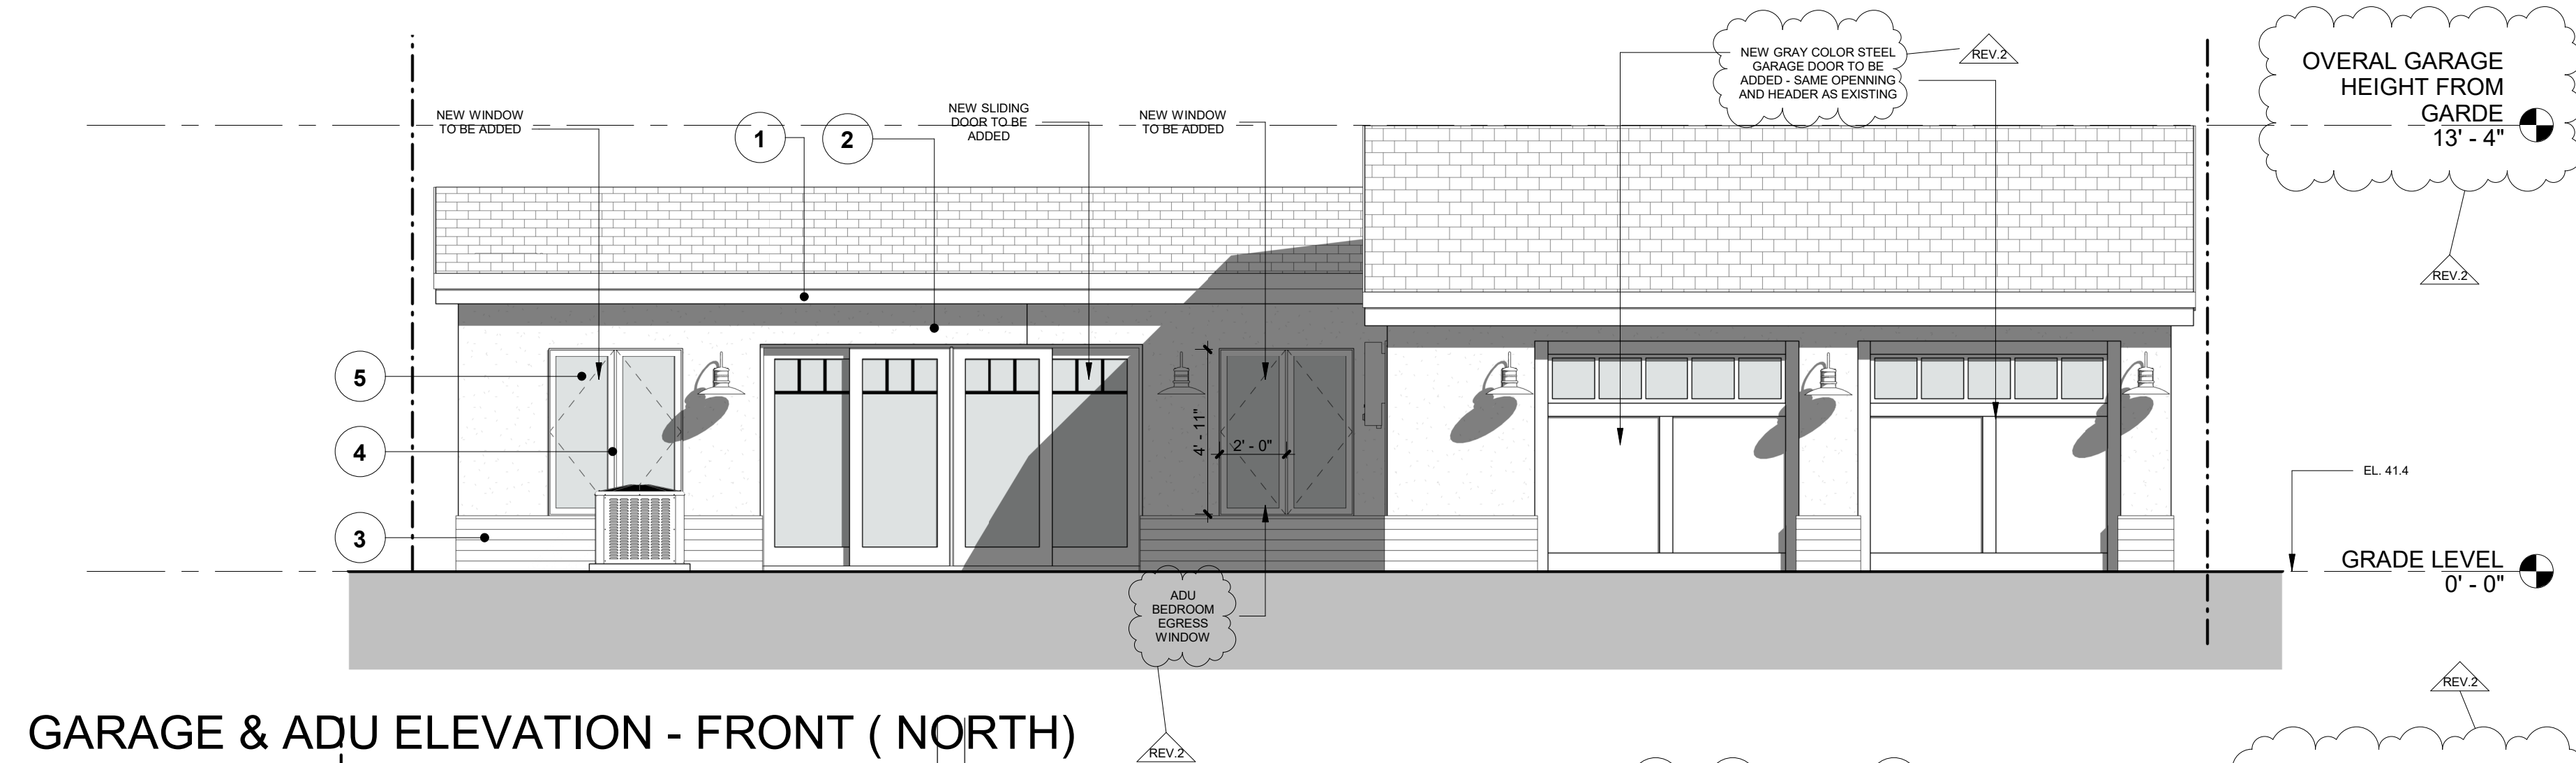 NEW WINDOW
TO BE ADDED
1
2
NEW SLIDING
DOOR TO BE
ADDED
NEW WINDOW
TO BE ADDED
NEW GRAY COLOR STEEL
GARAGE DOOR TO BE
ADDED - SAME OPENNING
AND HEADER AS EXISTING
REV.2
OVERAL GARAGE
HEIGHT FROM
GARDE
13' - 4"
REV.2
5
4
3
4' - 11"
2' - 0"
EL. 41.4
GRADE LEVEL
0' - 0"
ADU
BEDROOM
EGRESS
WINDOW
REV.2
REV.2
GARAGE & ADU ELEVATION - FRONT ( NORTH)